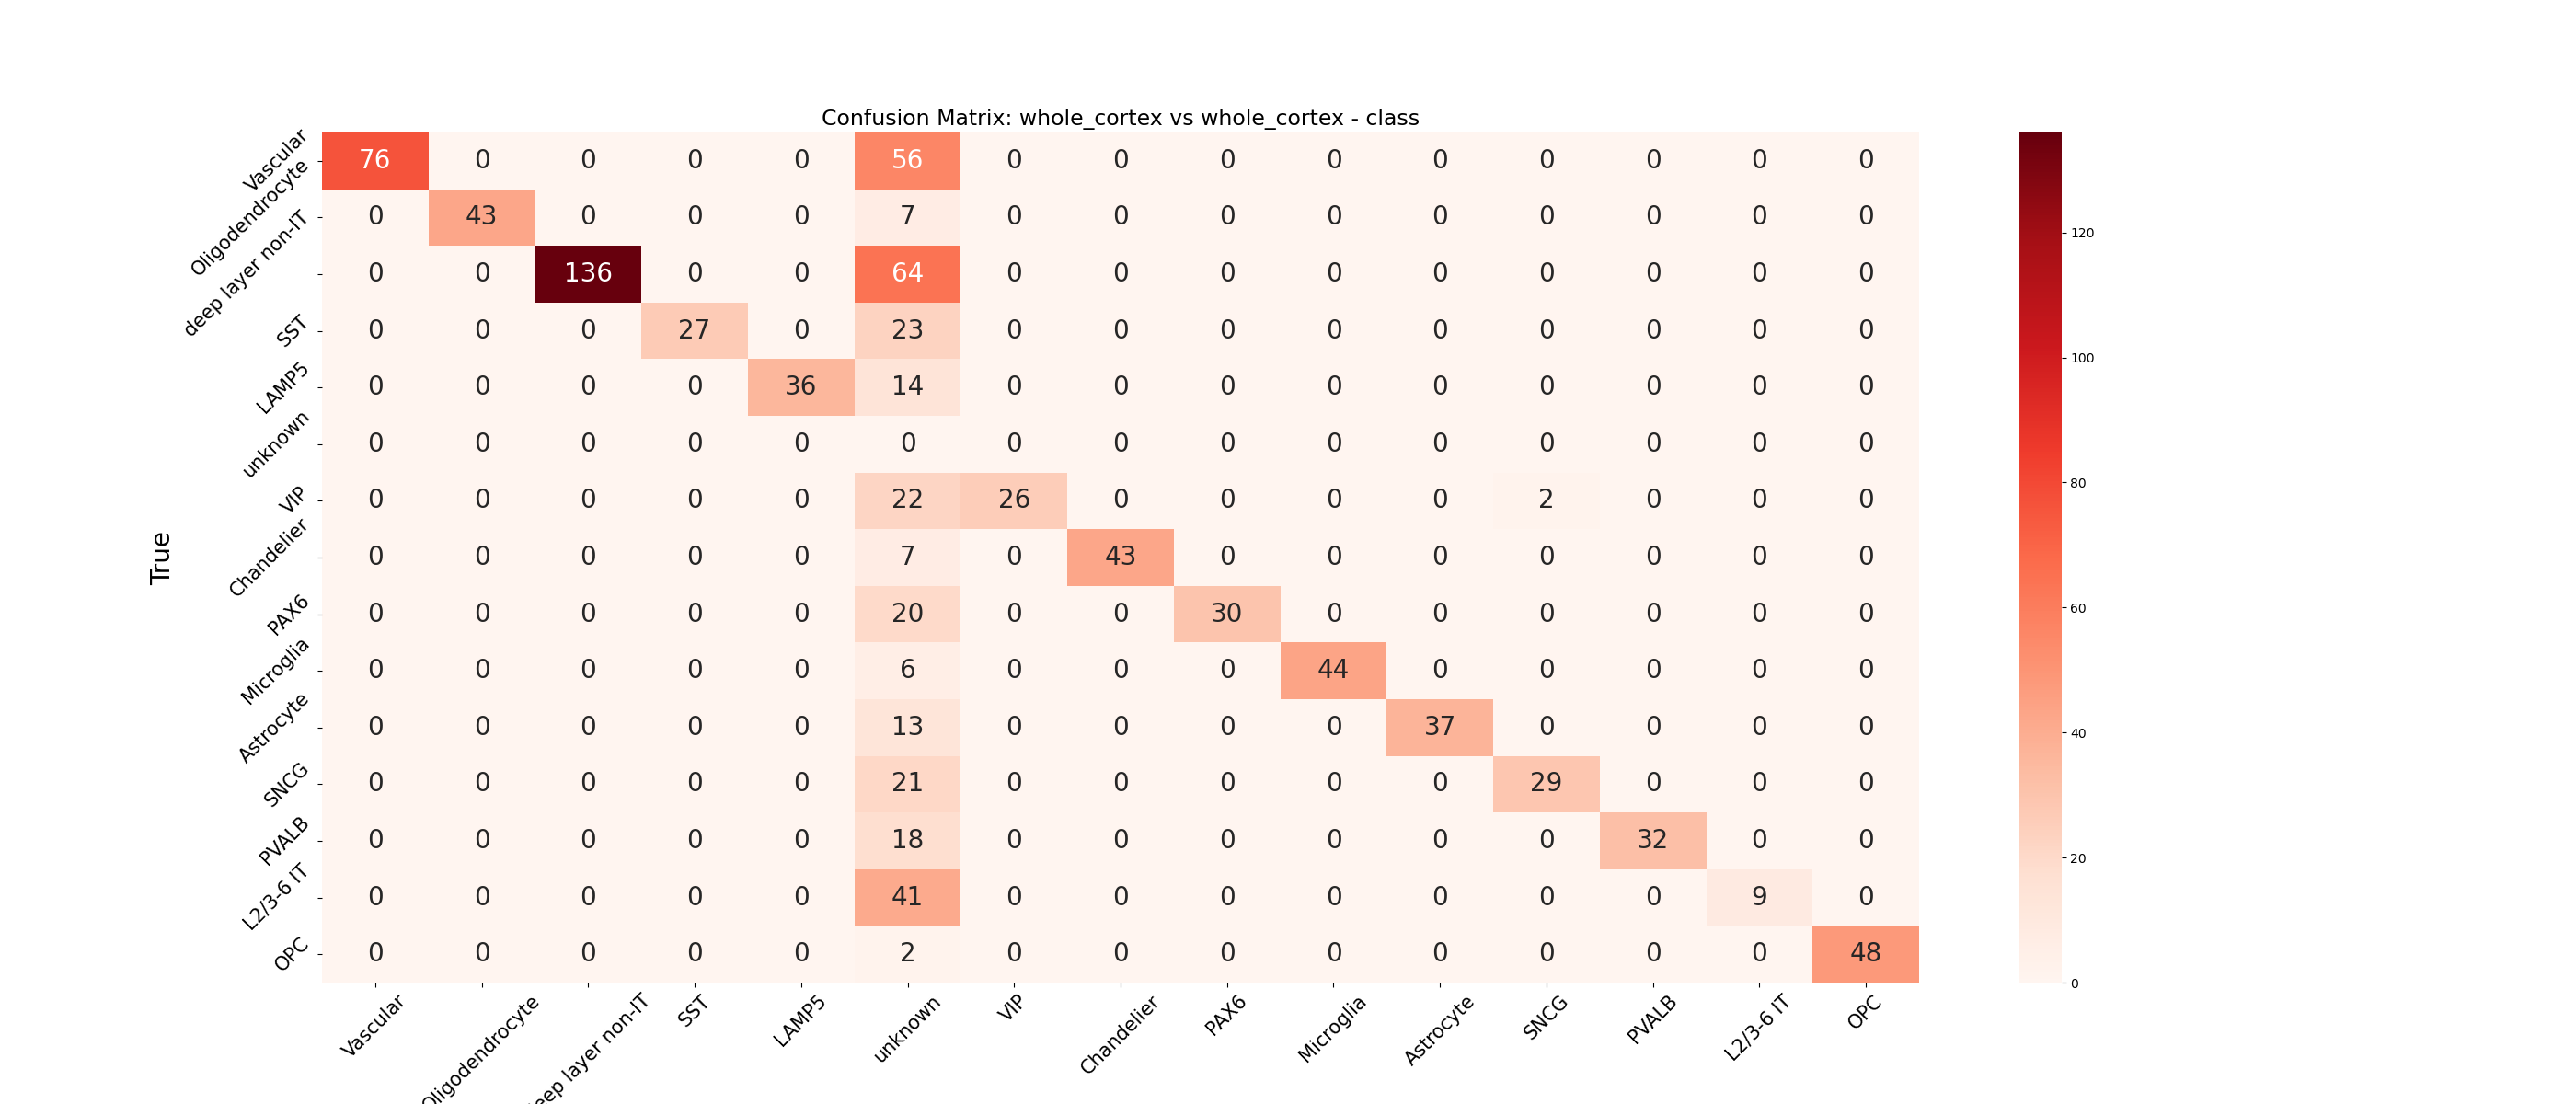 Confusion Matrix: whole_cortex vs whole_cortex - class
Vascular 76 0 0 0 0 56 0 0 0 0 0 0 0 0 0
Oligodendrocyte 0 43 0 0 0 7 0 0 0 0 0 0 0 0 0
deep layer non-IT 0 0 136 0 0 64 0 0 0 0 0 0 0 0 0
SST 0 0 0 27 0 23 0 0 0 0 0 0 0 0 0
LAMP5 0 0 0 0 36 14 0 0 0 0 0 0 0 0 0
unknown 0 0 0 0 0 0 0 0 0 0 0 0 0 0 0
VIP 0 0 0 0 0 22 26 0 0 0 0 2 0 0 0
Chandelier 0 0 0 0 0 7 0 43 0 0 0 0 0 0 0
PAX6 0 0 0 0 0 20 0 0 30 0 0 0 0 0 0
Microglia 0 0 0 0 0 6 0 0 0 44 0 0 0 0 0
Astrocyte 0 0 0 0 0 13 0 0 0 0 37 0 0 0 0
SNCG 0 0 0 0 0 21 0 0 0 0 0 29 0 0 0
PVALB 0 0 0 0 0 18 0 0 0 0 0 0 32 0 0
L2/3-6 IT 0 0 0 0 0 41 0 0 0 0 0 0 0 9 0
OPC 0 0 0 0 0 2 0 0 0 0 0 0 0 0 48
True
Vascular Oligodendrocyte eep layer non-IT SST LAMP5 unknown VIP Chandelier PAX6 Microglia Astrocyte SNCG PVALB L2/3-6 IT OPC
120
100
80
60
40
20
0